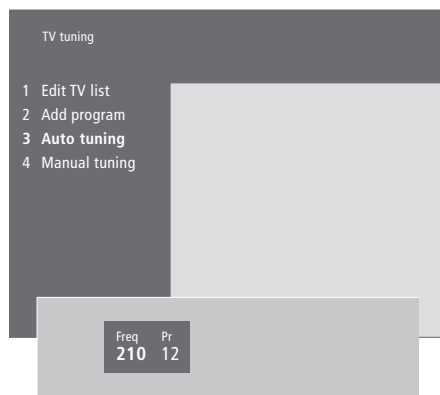 TV tuning
1 Edit TV list
2 Add program
3 Auto tuning
4 Manual tuning
Freq Pr
210 12